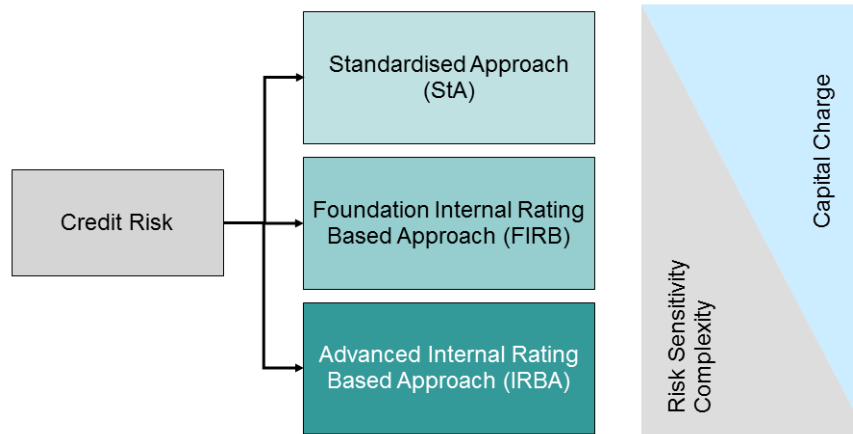 Standardised Approach
(StA)
Credit Risk
Foundation Internal Rating
Based Approach (FIRB)
Advanced Internal Rating
Based Approach (IRBA)
Capital Charge
Risk Sensitivity
Complexity